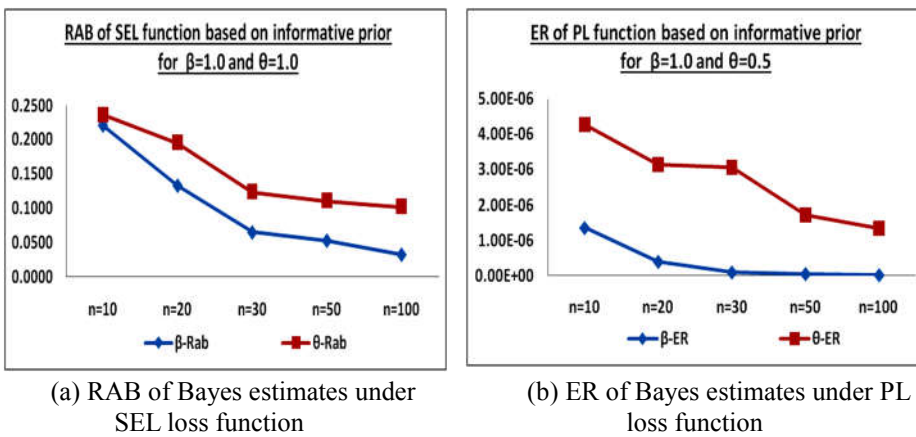 RAB of SEL function based on informative prior
for β=1.0 and θ=1.0
0.2500
0.2000
0.1500
0.1000
0.0500
0.0000
n=10 n=20 n=30 n=50 n=100
β-Rab θ-Rab
(a) RAB of Bayes estimates under
SEL loss function
ER of PL function based on informative prior
for β=1.0 and θ=0.5
5.00E-06
4.00E-06
3.00E-06
2.00E-06
1.00E-06
0.00E+00
n=10 n=20 n=30 n=50 n=100
β-ER θ-ER
(b) ER of Bayes estimates under PL
loss function